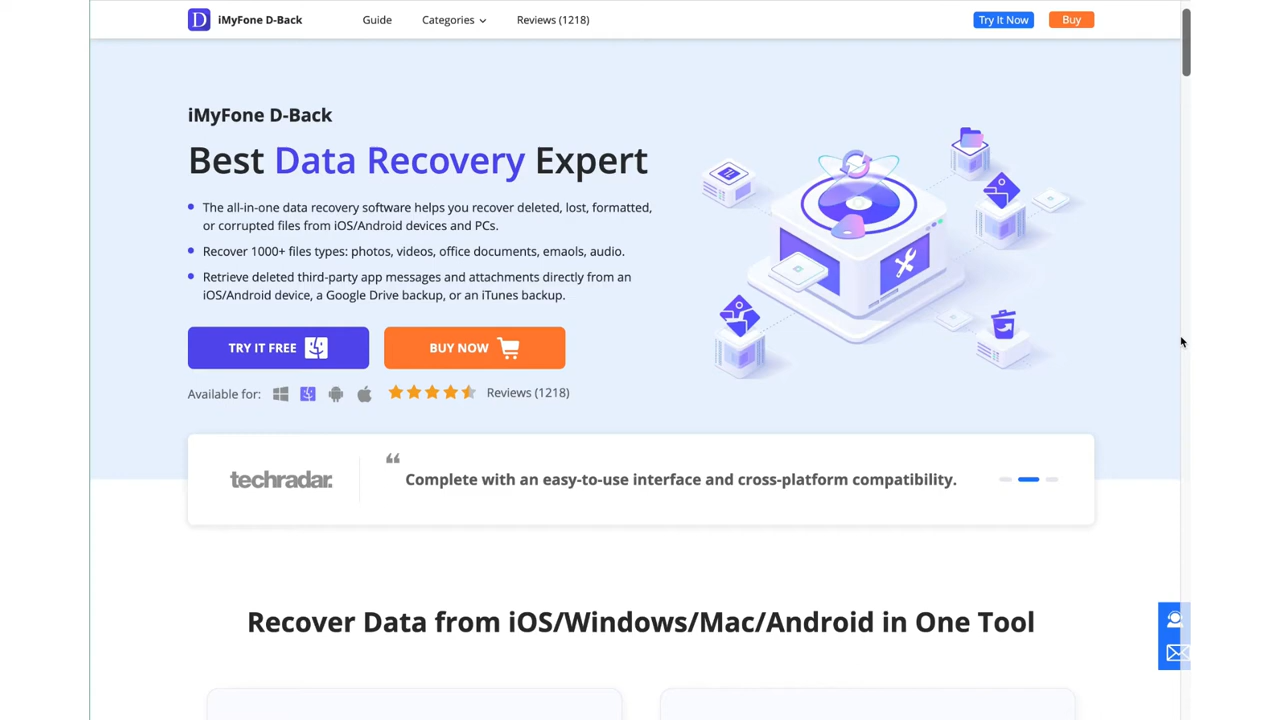 D iMyFone D-Back Guide Categories Reviews (1218) Try It Now Buy
iMyFone D-Back
Best Data Recovery Expert
The all-in-one data recovery software helps you recover deleted, lost, formatted,
or corrupted files from iOS/Android devices and PCs.
Recover 1000+ files types: photos, videos, office documents, emaols, audio.
Retrieve deleted third-party app messages and attachments directly from an
iOS/Android device, a Google Drive backup, or an iTunes backup.
TRY IT FREE BUY NOW
Available for: Reviews (1218)
techradar. “ Complete with an easy-to-use interface and cross-platform compatibility.
Recover Data from iOS/Windows/Mac/Android in One Tool